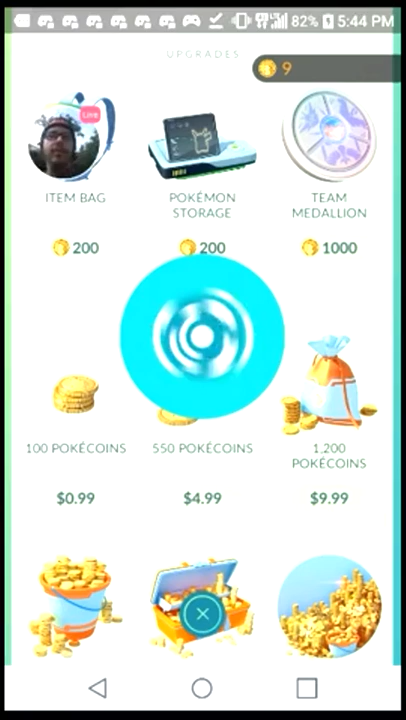 82% 5:44 PM
UPGRADES
9
Live
ITEM BAG
POKÉMON STORAGE
TEAM MEDALLION
200
200
1000
100 POKÉCOINS
550 POKÉCOINS
1,200 POKÉCOINS
$0.99
$4.99
$9.99